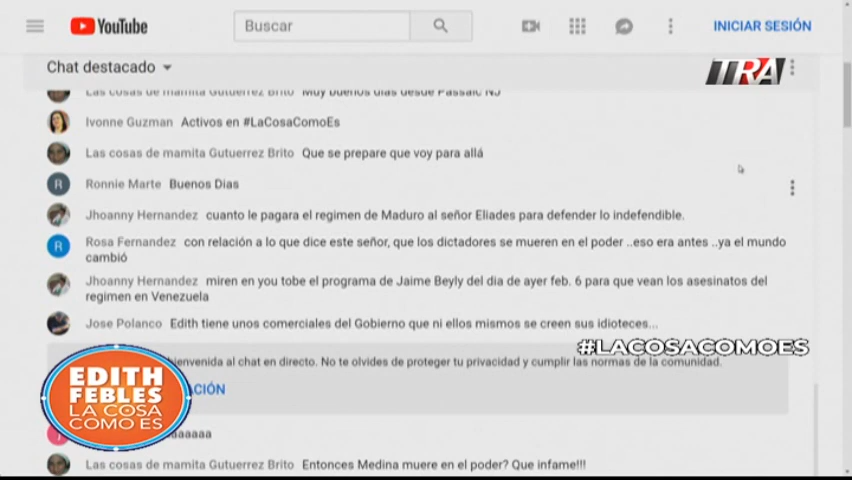 YouTube
Buscar
INICIAR SESIÓN
Chat destacado
TRA
Las cosas de mamita Gutuerrez Brito Muy buenos dias desde Passaic NJ
Ivonne Guzman Activos en #LaCosaComoEs
Las cosas de mamita Gutuerrez Brito Que se prepare que voy para allá
R Ronnie Marte Buenos Dias
Jhoanny Hernandez cuanto le pagara el regimen de Maduro al señor Eliades para defender lo indefendible.
R Rosa Fernandez con relación a lo que dice este señor, que los dictadores se mueren en el poder ..eso era antes ..ya el mundo
cambió
Jhoanny Hernandez miren en you tobe el programa de Jaime Beyly del dia de ayer feb. 6 para que vean los asesinatos del
regimen en Venezuela
Jose Polanco Edith tiene unos comerciales del Gobierno que ni ellos mismos se creen sus idioteces...
#LACOSACOMOES
bienvenida al chat en directo. No te olvides de proteger tu privacidad y cumplir las normas de la comunidad.
EDITH
FEBLES
LA COSA
COMO ES
Las cosas de mamita Gutuerrez Brito Entonces Medina muere en el poder? Que infame!!!